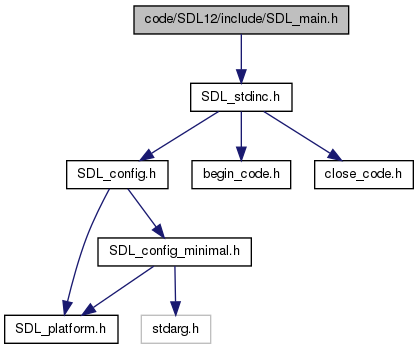 code/SDL12/include/SDL_main.h
SDL_stdinc.h
SDL_config.h
begin_code.h
close_code.h
SDL_config_minimal.h
SDL_platform.h
stdarg.h